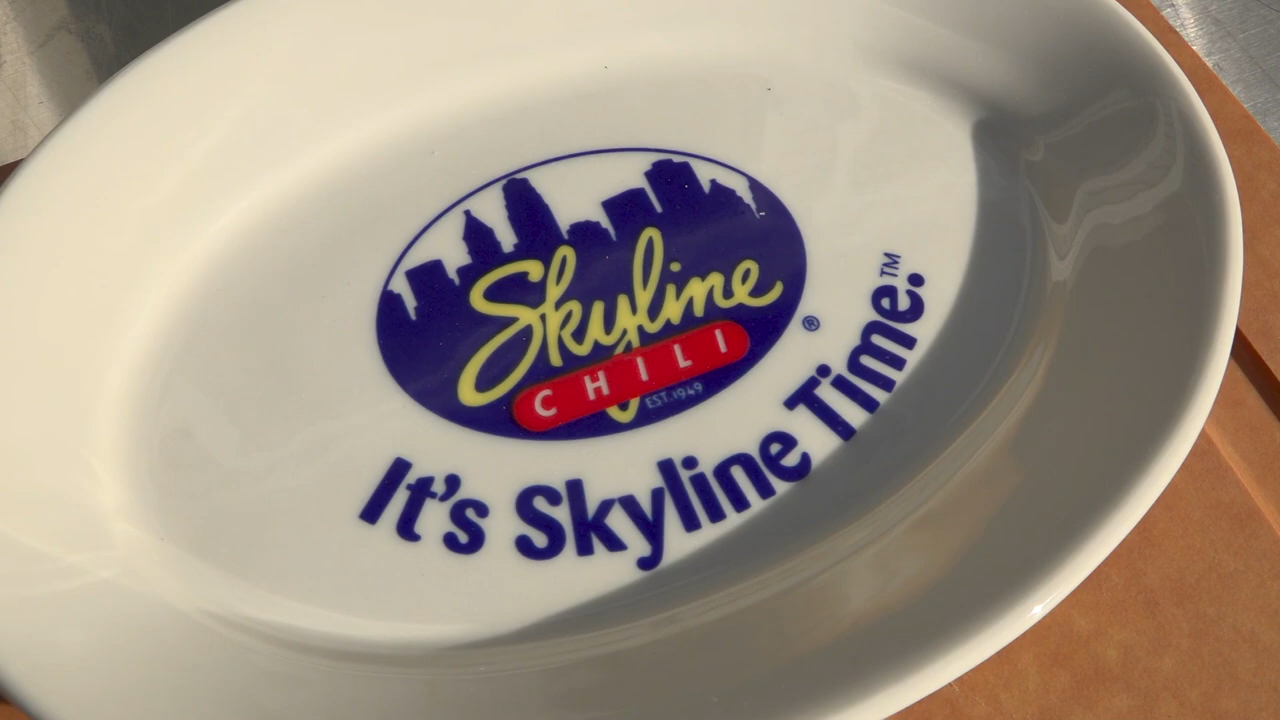 Skyline
CHILI
EST. 1949
®
It's Skyline Time.™